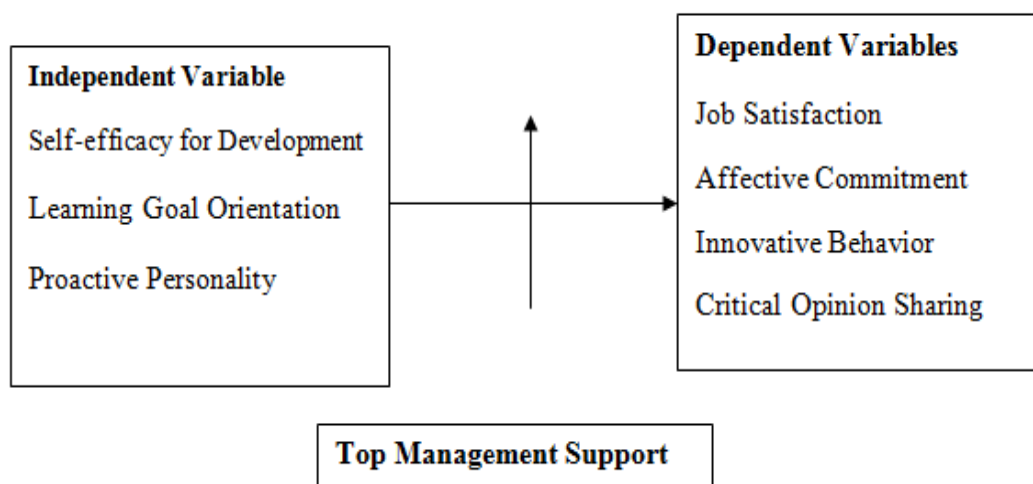 Independent Variable
Self-efficacy for Development
Learning Goal Orientation
Proactive Personality
Dependent Variables
Job Satisfaction
Affective Commitment
Innovative Behavior
Critical Opinion Sharing
Top Management Support